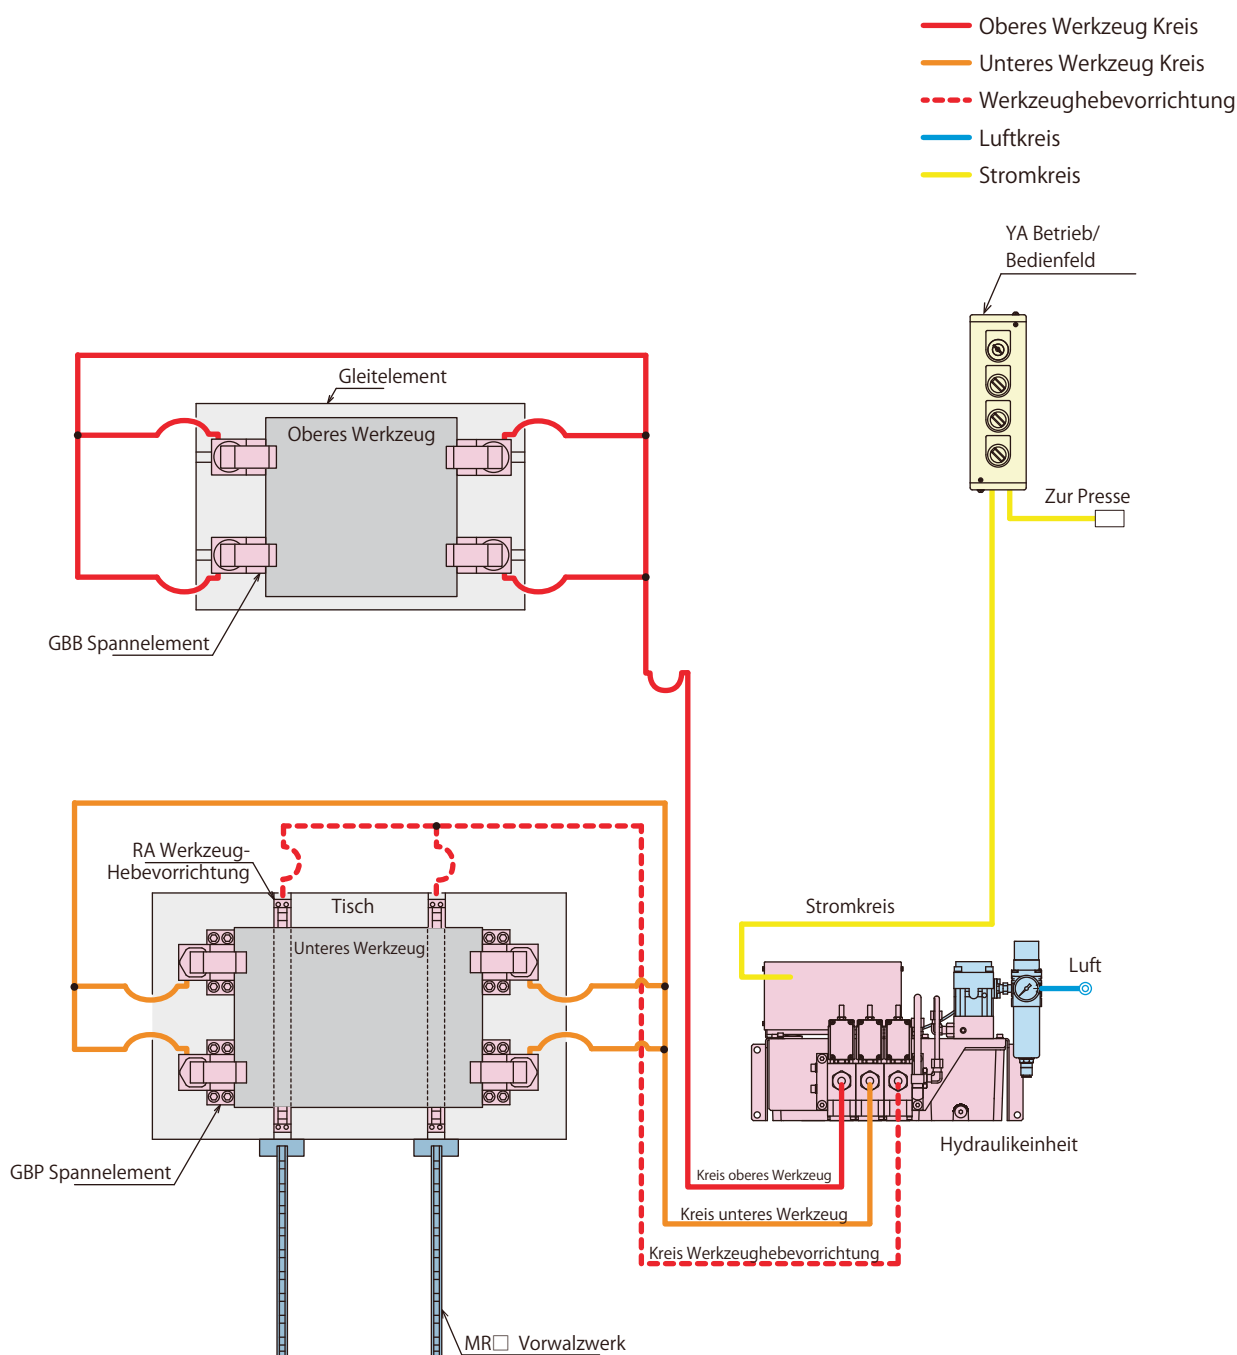 Oberes Werkzeug Kreis
Unteres Werkzeug Kreis
Werkzeughebevorrichtung
Luftkreis
Stromkreis
YA Betrieb/
Bedienfeld
Gleitelement
Oberes Werkzeug
Zur Presse
GBB Spannelement
RA Werkzeug-
Hebevorrichtung
Tisch
Stromkreis
Unteres Werkzeug
Luft
Hydraulikeinheit
GBP Spannelement
Kreis oberes Werkzeug
Kreis unteres Werkzeug
Kreis Werkzeughebevorrichtung
MR□ Vorwalzwerk